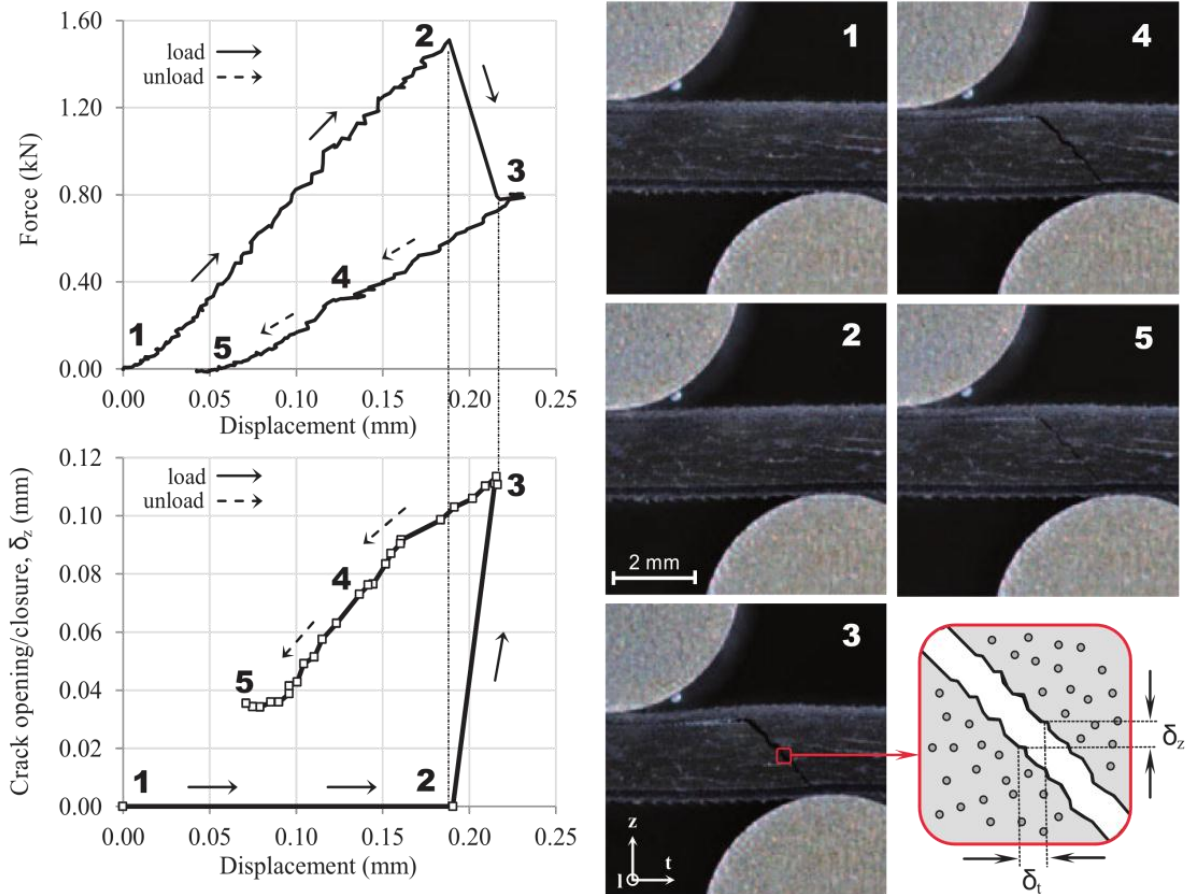 1.60
1.20
0.80
0.40
0.00
Force (kN)
load
unload
1
2
3
4
5
0.00 0.05 0.10 0.15 0.20 0.25
Displacement (mm)
0.12
0.10
0.08
0.06
0.04
0.02
0.00
Crack opening/closure, δz (mm)
load
unload
1
2
3
4
5
0.00 0.05 0.10 0.15 0.20 0.25
Displacement (mm)
1
4
2
2 mm
5
3
z
t
l
δz
δt